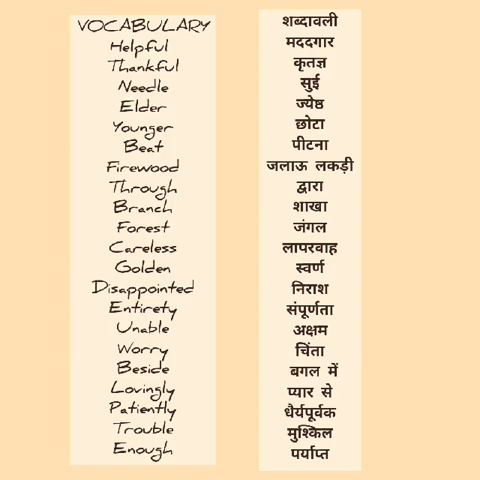 VOCABULARY
Helpful
Thankful
Needle
Elder
Younger
Beat
Firewood
Through
Branch
Forest
Careless
Golden
Disappointed
Entirety
Unable
Worry
Beside
Lovingly
Patiently
Trouble
Enough
शब्दावली
मददगार
कृतज्ञ
सुई
ज्येष्ठ
छोटा
पीटना
जलाऊ लकड़ी
द्वारा
शाखा
जंगल
लापरवाह
स्वर्ण
निराश
संपूर्णता
अक्षम
चिंता
बगल में
प्यार से
धैर्यपूर्वक
मुश्किल
पर्याप्त